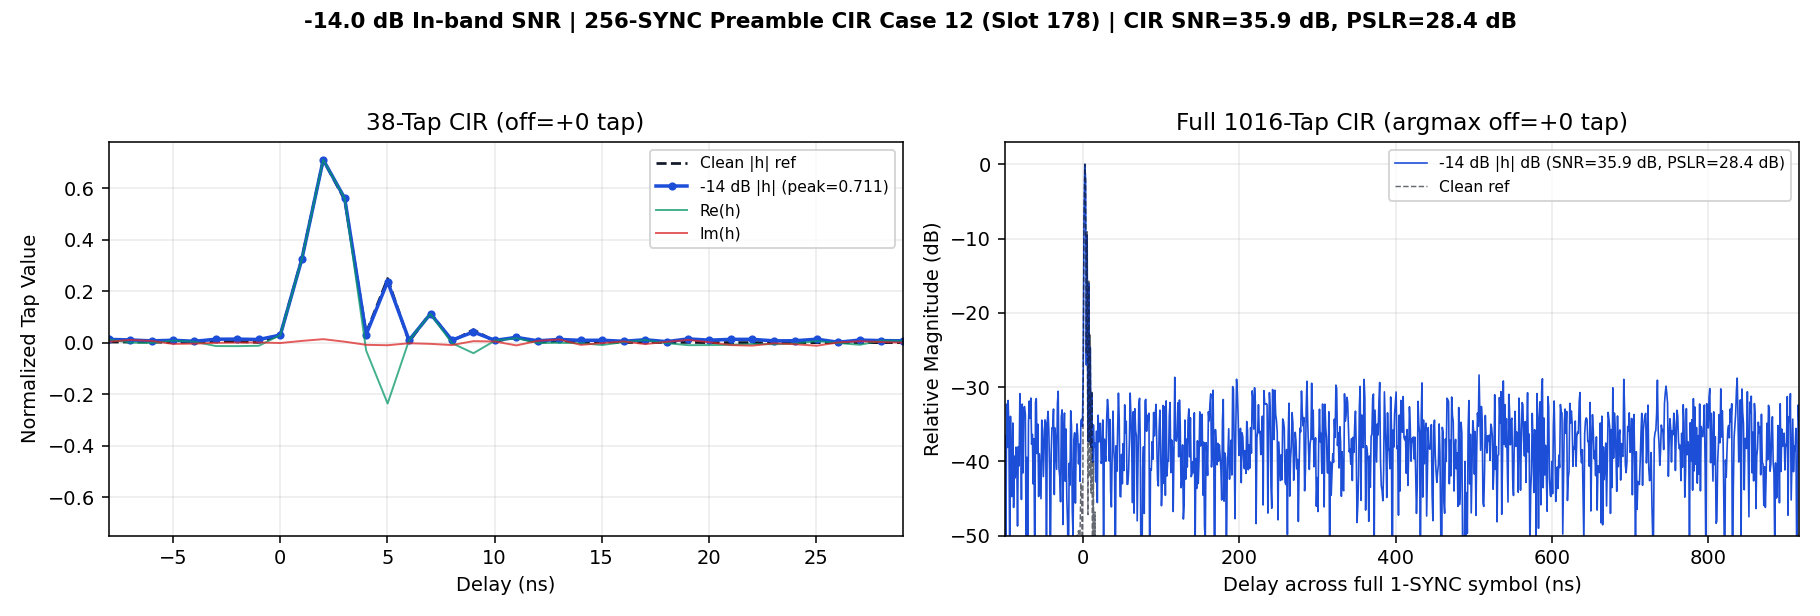 -14.0 dB In-band SNR | 256-SYNC Preamble CIR Case 12 (Slot 178) | CIR SNR=35.9 dB, PSLR=28.4 dB
38-Tap CIR (off=+0 tap)
Normalized Tap Value
0.6
0.4
0.2
0.0
−0.2
−0.4
−0.6
Clean |h| ref
-14 dB |h| (peak=0.711)
Re(h)
Im(h)
−5
0
5
10
15
20
25
Delay (ns)
Full 1016-Tap CIR (argmax off=+0 tap)
Relative Magnitude (dB)
0
−10
−20
−30
−40
−50
-14 dB |h| dB (SNR=35.9 dB, PSLR=28.4 dB)
Clean ref
0
200
400
600
800
Delay across full 1-SYNC symbol (ns)